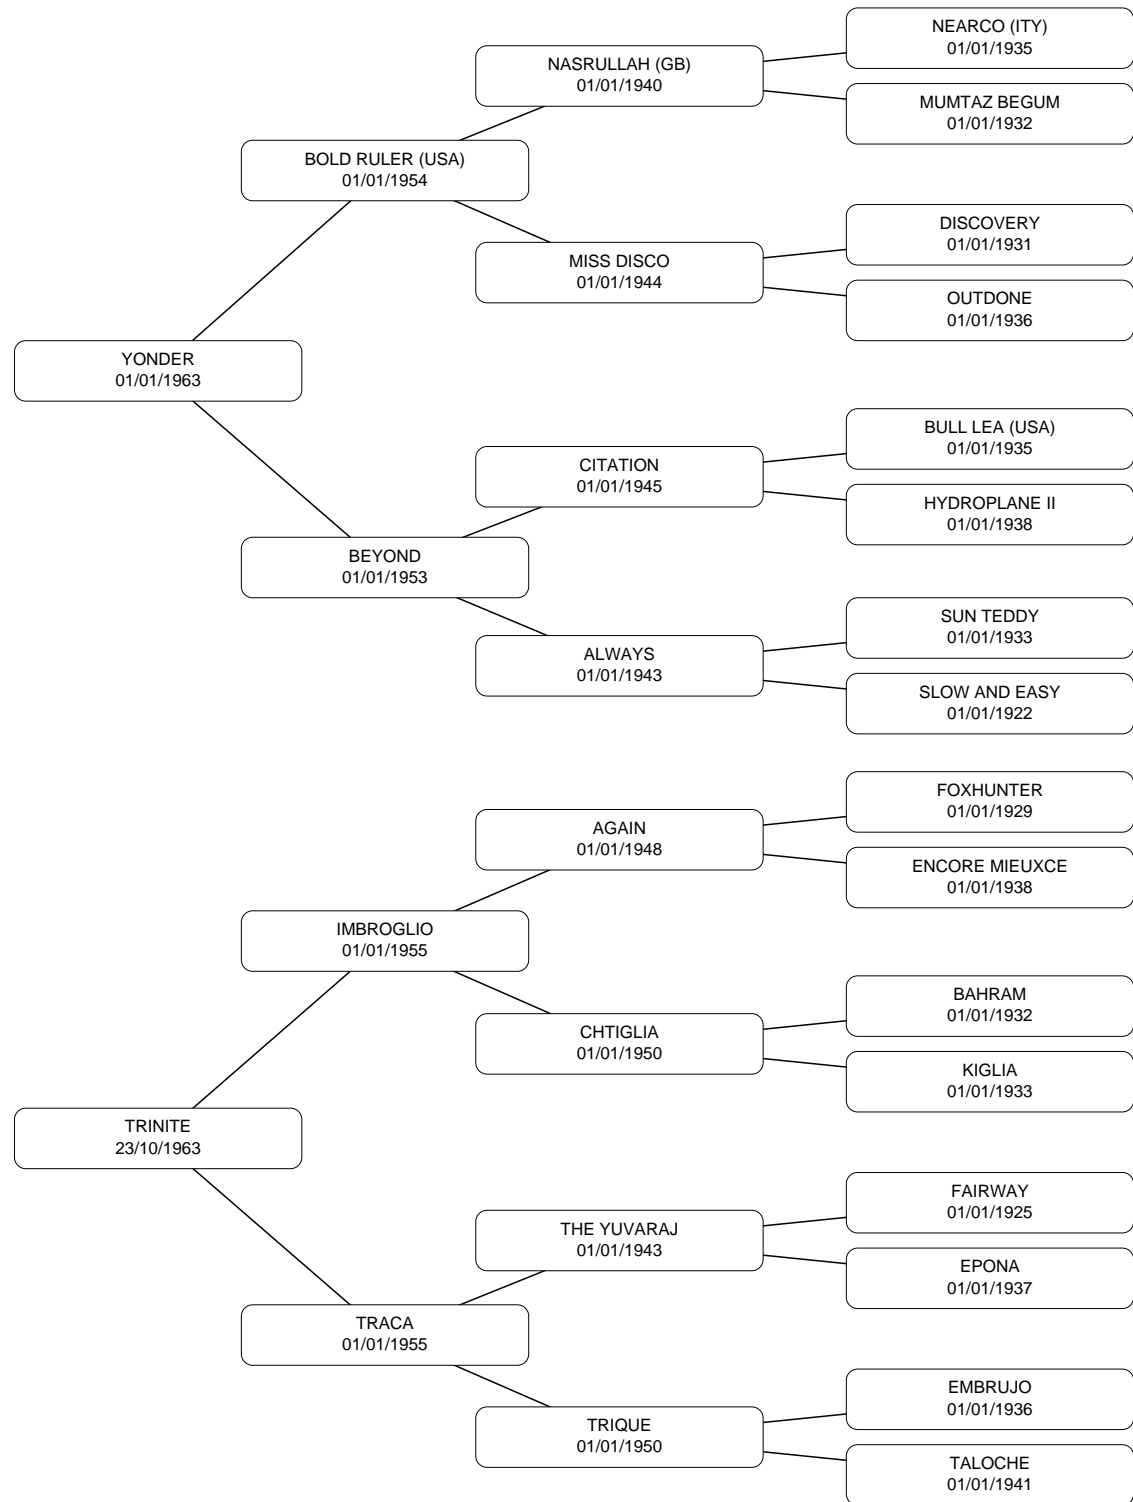 NEARCO (ITY)
01/01/1935
NASRULLAH (GB)
01/01/1940
MUMTAZ BEGUM
01/01/1932
BOLD RULER (USA)
01/01/1954
DISCOVERY
01/01/1931
MISS DISCO
01/01/1944
OUTDONE
01/01/1936
YONDER
01/01/1963
BULL LEA (USA)
01/01/1935
CITATION
01/01/1945
HYDROPLANE II
01/01/1938
BEYOND
01/01/1953
SUN TEDDY
01/01/1933
ALWAYS
01/01/1943
SLOW AND EASY
01/01/1922
FOXHUNTER
01/01/1929
AGAIN
01/01/1948
ENCORE MIEUXCE
01/01/1938
IMBROGLIO
01/01/1955
BAHRAM
01/01/1932
CHTIGLIA
01/01/1950
KIGLIA
01/01/1933
TRINITE
23/10/1963
FAIRWAY
01/01/1925
THE YUVARAJ
01/01/1943
EPONA
01/01/1937
TRACA
01/01/1955
EMBRUJO
01/01/1936
TRIQUE
01/01/1950
TALOCHE
01/01/1941